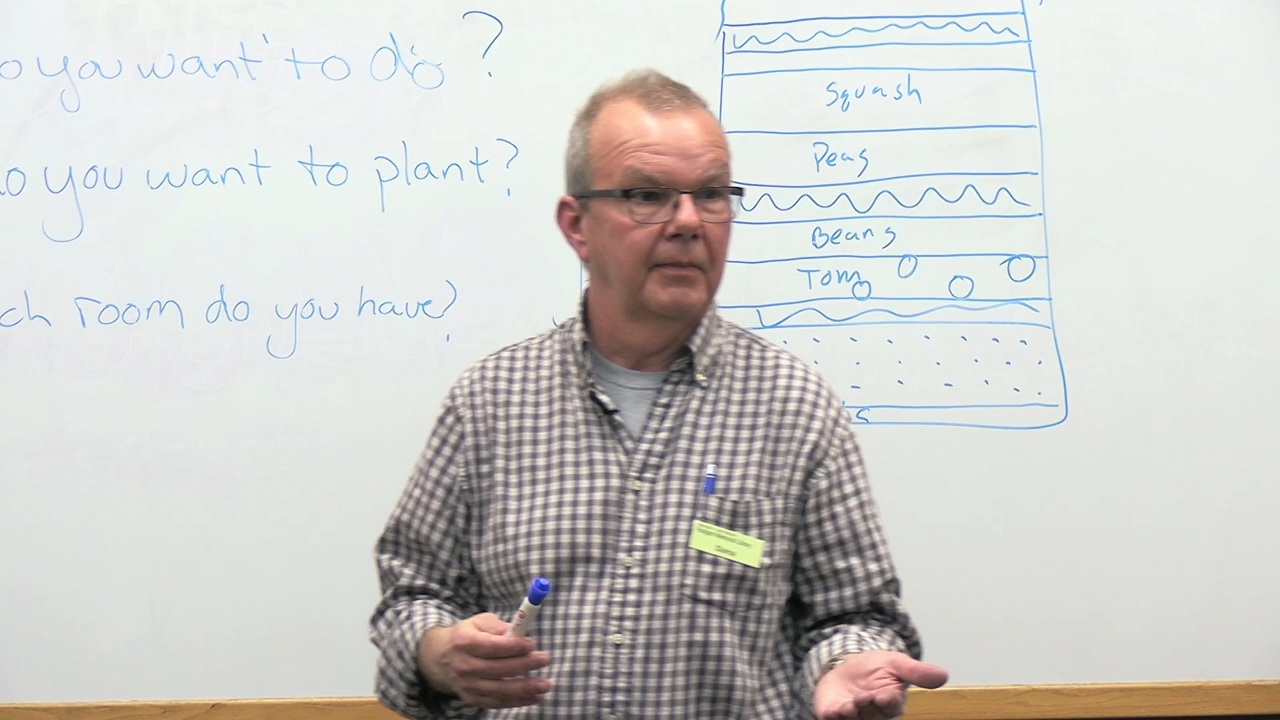 o you want to do?
o you want to plant?
ch room do you have?
Squash
Peas
Beans
Tom